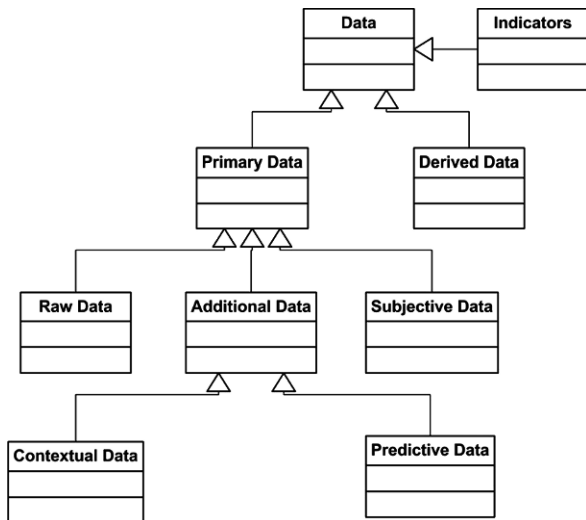 Data
Indicators
Primary Data
Derived Data
Raw Data
Additional Data
Subjective Data
Contextual Data
Predictive Data